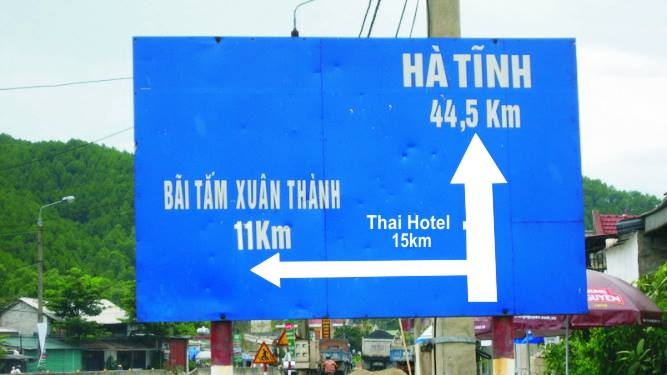 HÀ TĨNH
44,5 Km
BÃI TẮM XUÂN THÀNH
11Km
Thai Hotel
15km